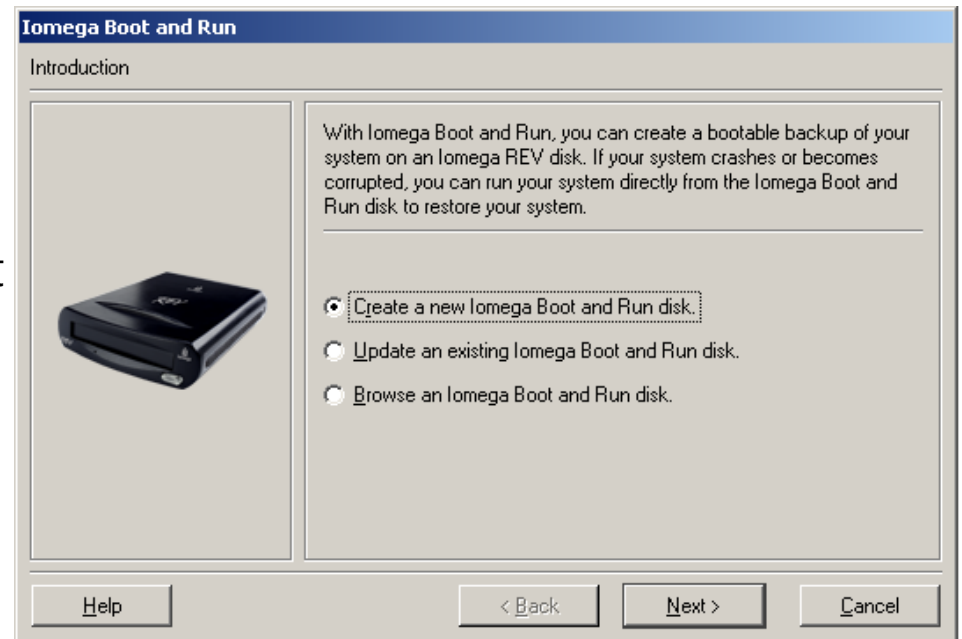 Iomega Boot and Run
Introduction
With Iomega Boot and Run, you can create a bootable backup of your
system on an Iomega REV disk. If your system crashes or becomes
corrupted, you can run your system directly from the Iomega Boot and
Run disk to restore your system.
REV
Create a new Iomega Boot and Run disk.
Update an existing Iomega Boot and Run disk.
Browse an Iomega Boot and Run disk.
Help
< Back
Next >
Cancel